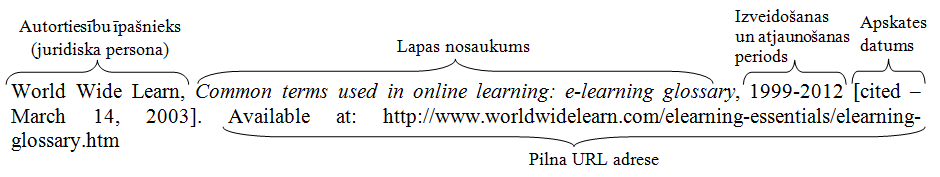 Autortiesību īpašnieks
(juridiska persona)
Lapas nosaukums
Izveidošanas
un atjaunošanas
periods
Apskates
datums
World Wide Learn, Common terms used in online learning: e-learning glossary, 1999-2012 [cited –
March 14, 2003]. Available at: http://www.worldwidelearn.com/elearning-essentials/elearning-
glossary.htm
Pilna URL adrese